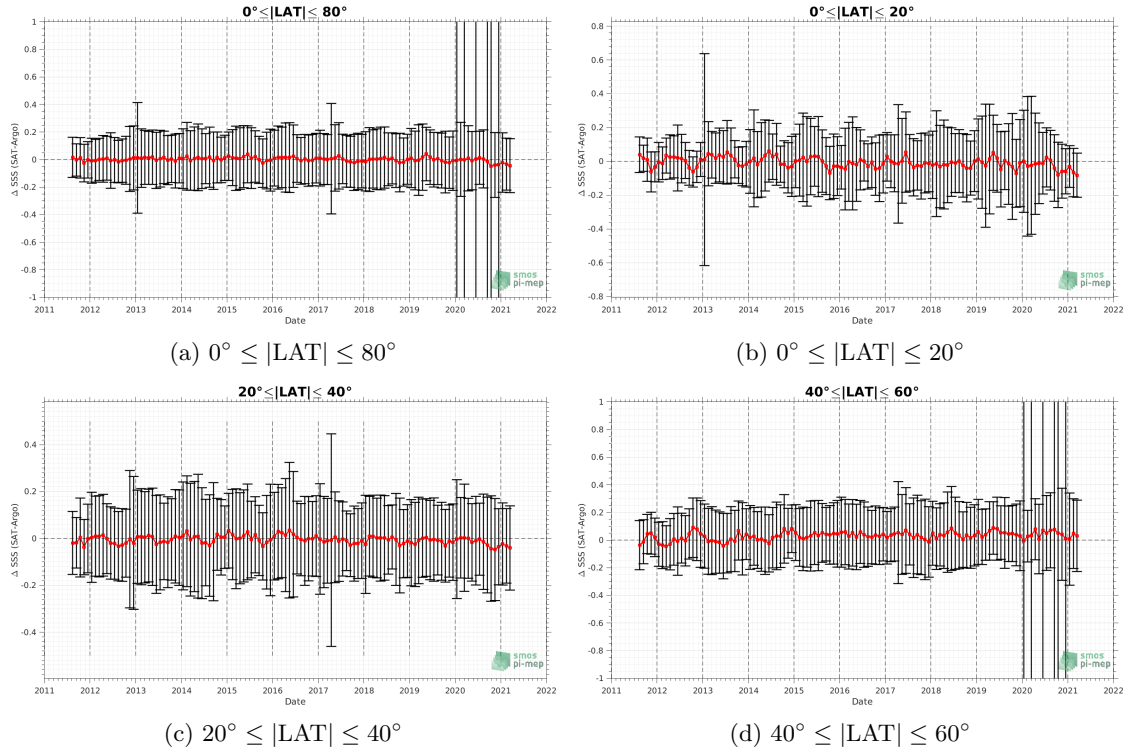 0°≤|LAT|≤ 80°
Δ SSS (SAT-Argo)
1
0.8
0.6
0.4
0.2
0
-0.2
-0.4
-0.6
-0.8
-1
2011 2012 2013 2014 2015 2016 2017 2018 2019 2020 2021 2022
Date
smos
pi-mep
(a) 0° ≤ |LAT| ≤ 80°
0°≤|LAT|≤ 20°
Δ SSS (SAT-Argo)
0.8
0.6
0.4
0.2
0
-0.2
-0.4
-0.6
-0.8
2011 2012 2013 2014 2015 2016 2017 2018 2019 2020 2021 2022
Date
smos
pi-mep
(b) 0° ≤ |LAT| ≤ 20°
20°≤|LAT|≤ 40°
Δ SSS (SAT-Argo)
0.4
0.2
0
-0.2
-0.4
2011 2012 2013 2014 2015 2016 2017 2018 2019 2020 2021 2022
Date
smos
pi-mep
(c) 20° ≤ |LAT| ≤ 40°
40°≤|LAT|≤ 60°
Δ SSS (SAT-Argo)
1
0.8
0.6
0.4
0.2
0
-0.2
-0.4
-0.6
-0.8
-1
2011 2012 2013 2014 2015 2016 2017 2018 2019 2020 2021 2022
Date
smos
pi-mep
(d) 40° ≤ |LAT| ≤ 60°